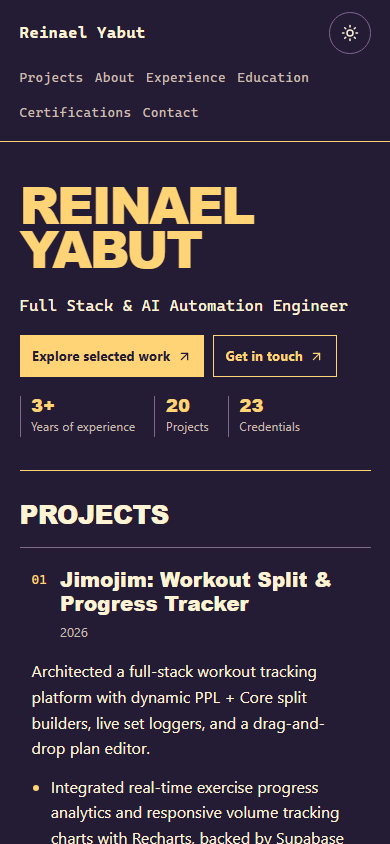 Reinael Yabut
Projects About Experience Education
Certifications Contact
REINAEL
YABUT
Full Stack & AI Automation Engineer
Explore selected work ↗ Get in touch ↗
3+ 20 23
Years of experience Projects Credentials
PROJECTS
01 Jimojim: Workout Split &
Progress Tracker
2026
Architected a full-stack workout tracking
platform with dynamic PPL + Core split
builders, live set loggers, and a drag-and-
drop plan editor.
• Integrated real-time exercise progress
analytics and responsive volume tracking
charts with Recharts, backed by Supabase